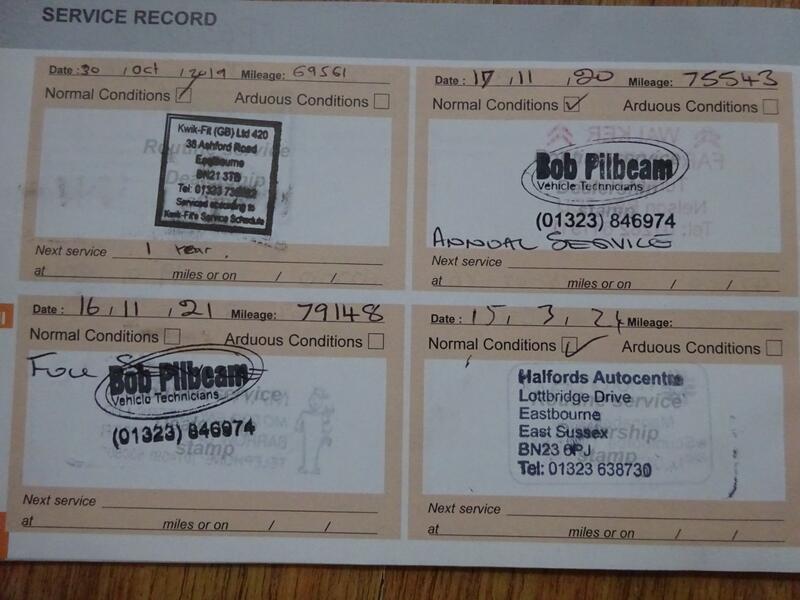 SERVICE RECORD
Date : 30 , Oct , 2019 Mileage: 69561
Normal Conditions Arduous Conditions
Kwik-Fit (GB) Ltd 420
38 Ashford Road
Eastbourne
BN21 3TB
Tel: 01323
Serviced according to
Kwik-Fit's Service Schedule
Next service 1 Year.
at miles or on / /
Date : 17 , 11 , 20 Mileage: 75543
Normal Conditions Arduous Conditions
Bob Pilbeam
Vehicle Technicians
(01323) 846974
ANNUAL SERVICE
Next service
at miles or on / /
Date : 16 , 11 , 21 Mileage: 79148
Normal Conditions Arduous Conditions
Full
Bob Pilbeam
Vehicle Technicians
(01323) 846974
stamp
Next service
at miles or on / /
Date : 15 , 3 , 24 Mileage:
Normal Conditions Arduous Conditions
Halfords Autocentre
Lottbridge Drive
Eastbourne
East Sussex
BN23 6PJ
Tel: 01323 638730
stamp
Next service
at miles or on / /